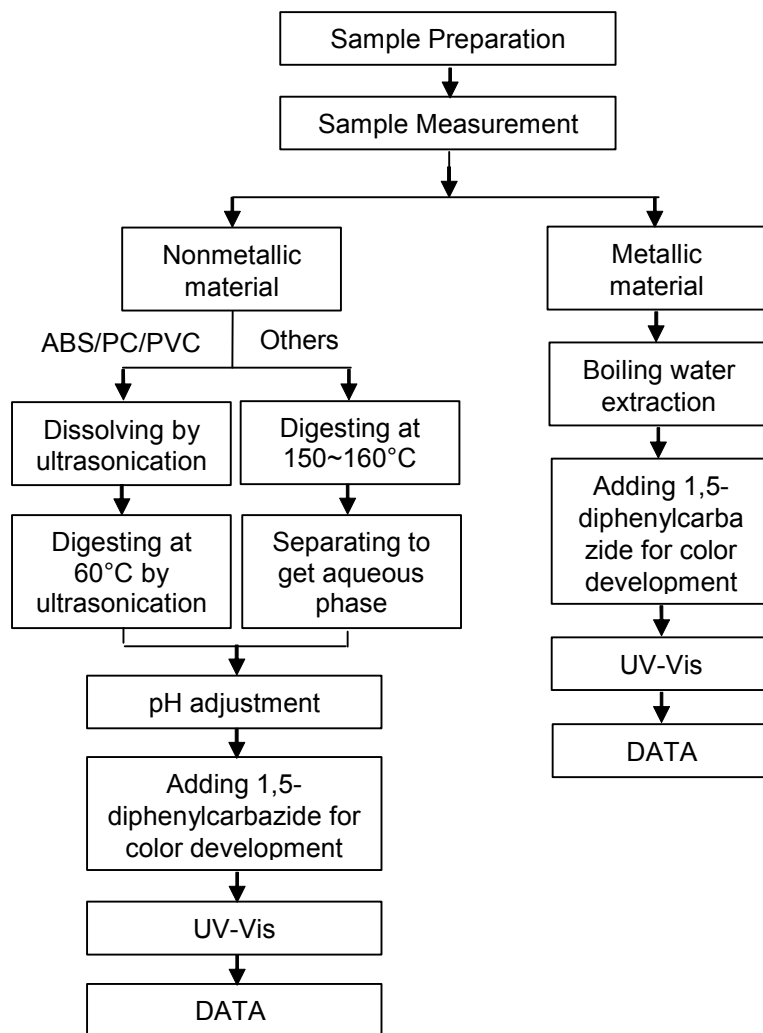 Sample Preparation
Sample Measurement
Nonmetallic
material
ABS/PC/PVC
Others
Dissolving by
ultrasonication
Digesting at
150~160°C
Digesting at
60°C by
ultrasonication
Separating to
get aqueous
phase
pH adjustment
Adding 1,5-
diphenylcarbazide for
color development
UV-Vis
DATA
Metallic
material
Boiling water
extraction
Adding 1,5-
diphenylcarba
zide for color
development
UV-Vis
DATA